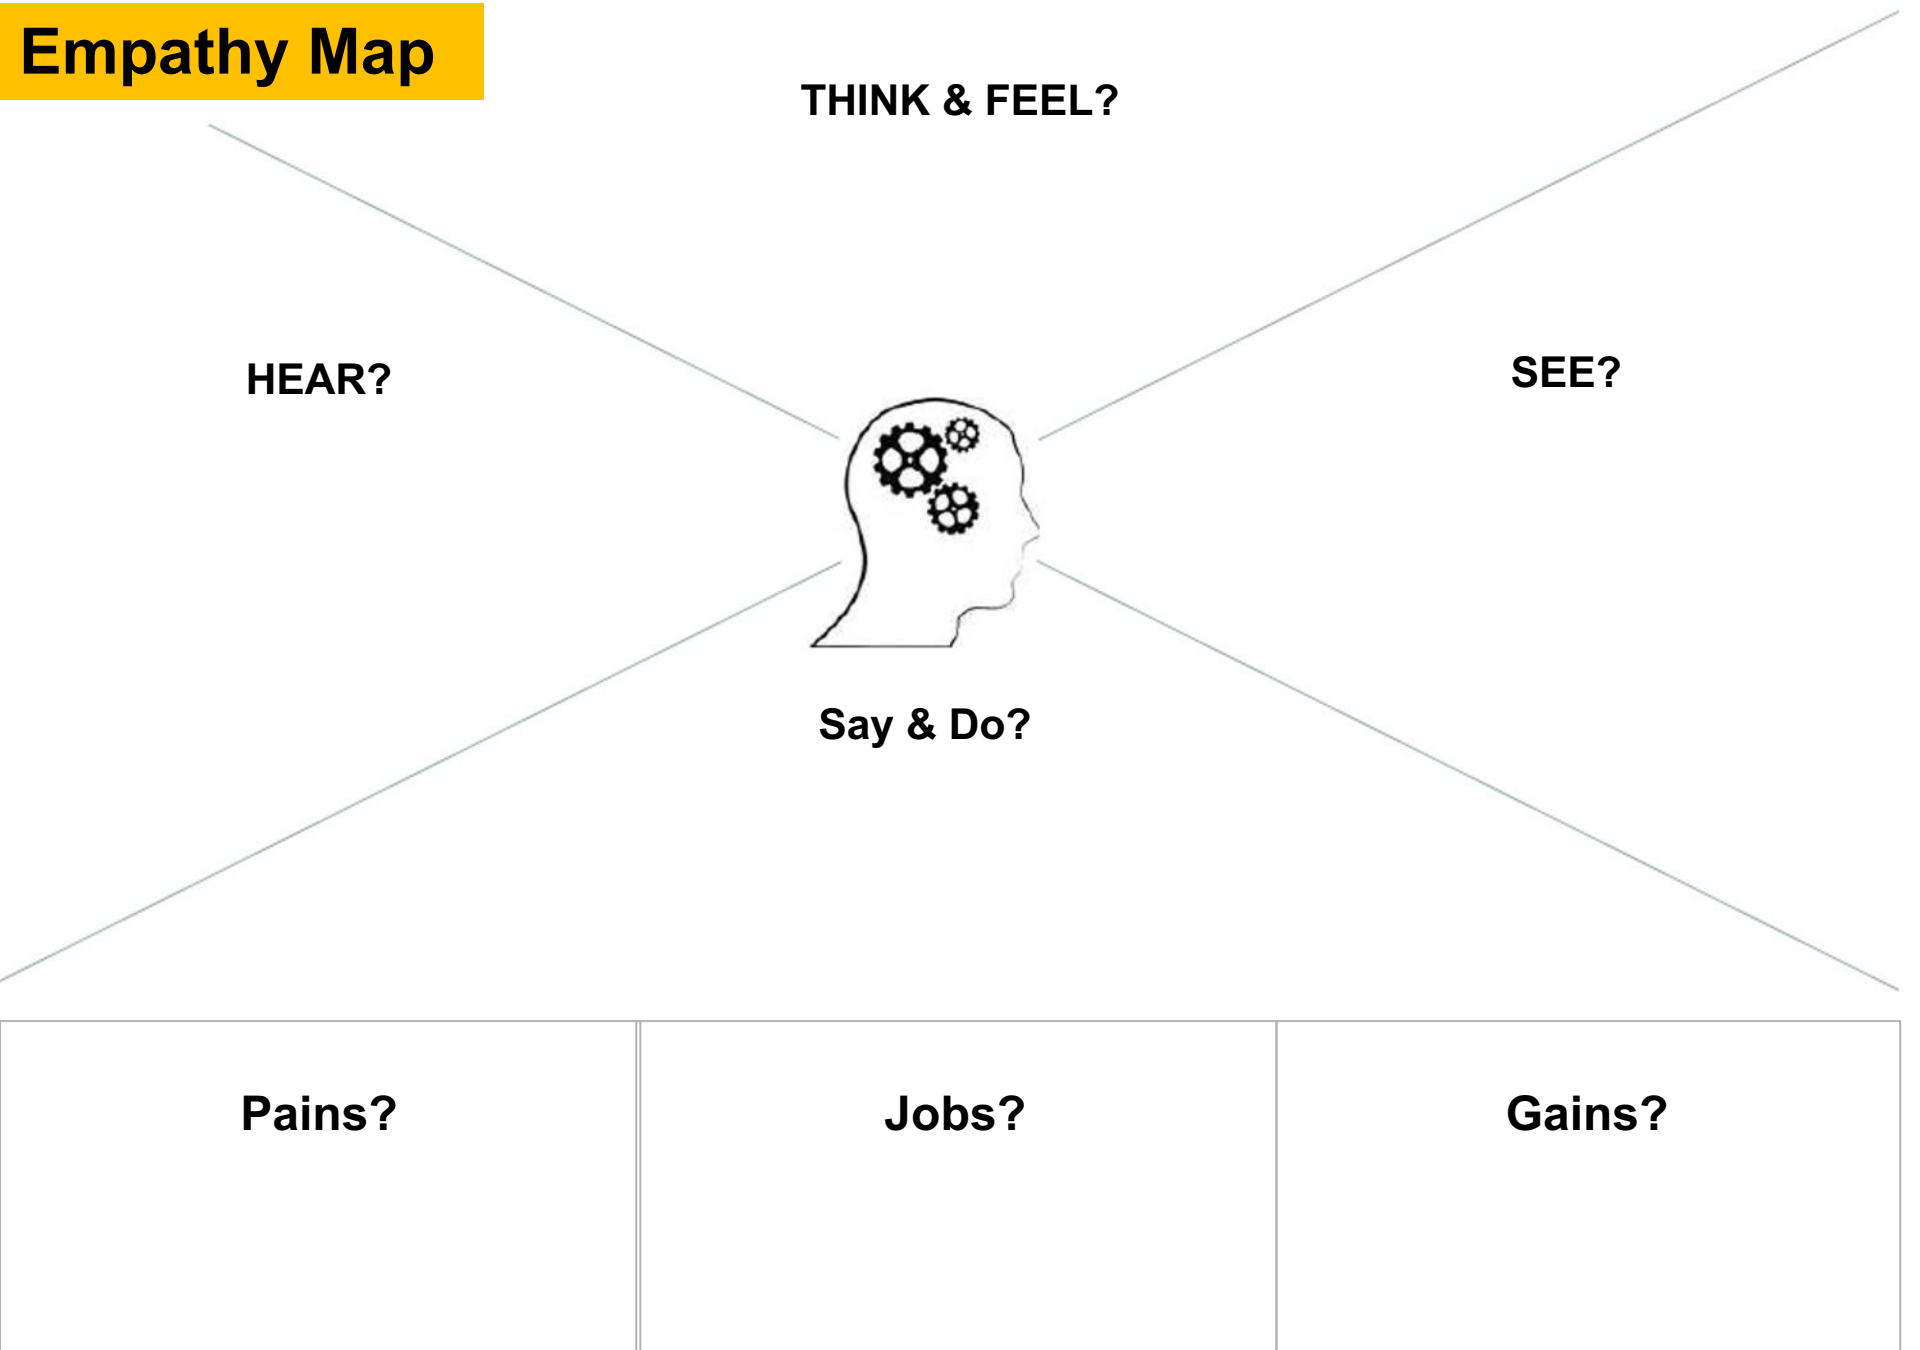 Empathy Map
THINK & FEEL?
HEAR?
SEE?
Say & Do?
Pains?
Jobs?
Gains?